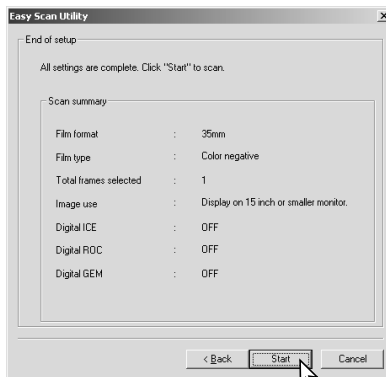 Easy Scan Utility
End of setup
All settings are complete. Click "Start" to scan.
Scan summary
Film format : 35mm
Film type : Color negative
Total frames selected : 1
Image use : Display on 15 inch or smaller monitor.
Digital ICE : OFF
Digital ROC : OFF
Digital GEM : OFF
< Back Start Cancel